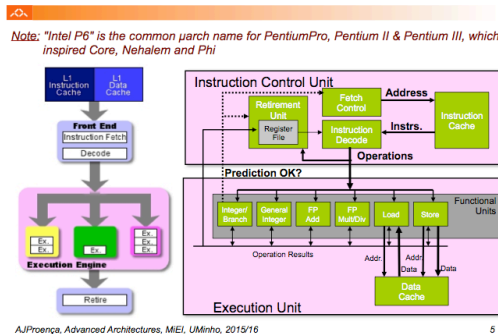 Note: "Intel P6" is the common µarch name for PentiumPro, Pentium II & Pentium III, which
inspired Core, Nehalem and Phi
L1
Instruction
Cache
L1
Data
Cache
Front End
Instruction Fetch
Decode
Ex.
Ex.
Ex.
Ex.
Ex.
Ex.
Execution Engine
Retire
Instruction Control Unit
Retirement
Unit
Register
File
Fetch
Control
Address
Instruction
Decode
Instrs.
Instruction
Cache
Operations
Prediction OK?
Integer/
Branch
General
Integer
FP
Add
FP
Mult/Div
Load
Store
Functional
Units
Operation Results
Addr.
Addr.
Data
Data
Data
Cache
Execution Unit
AJProença, Advanced Architectures, MiEI, UMinho, 2015/16
5